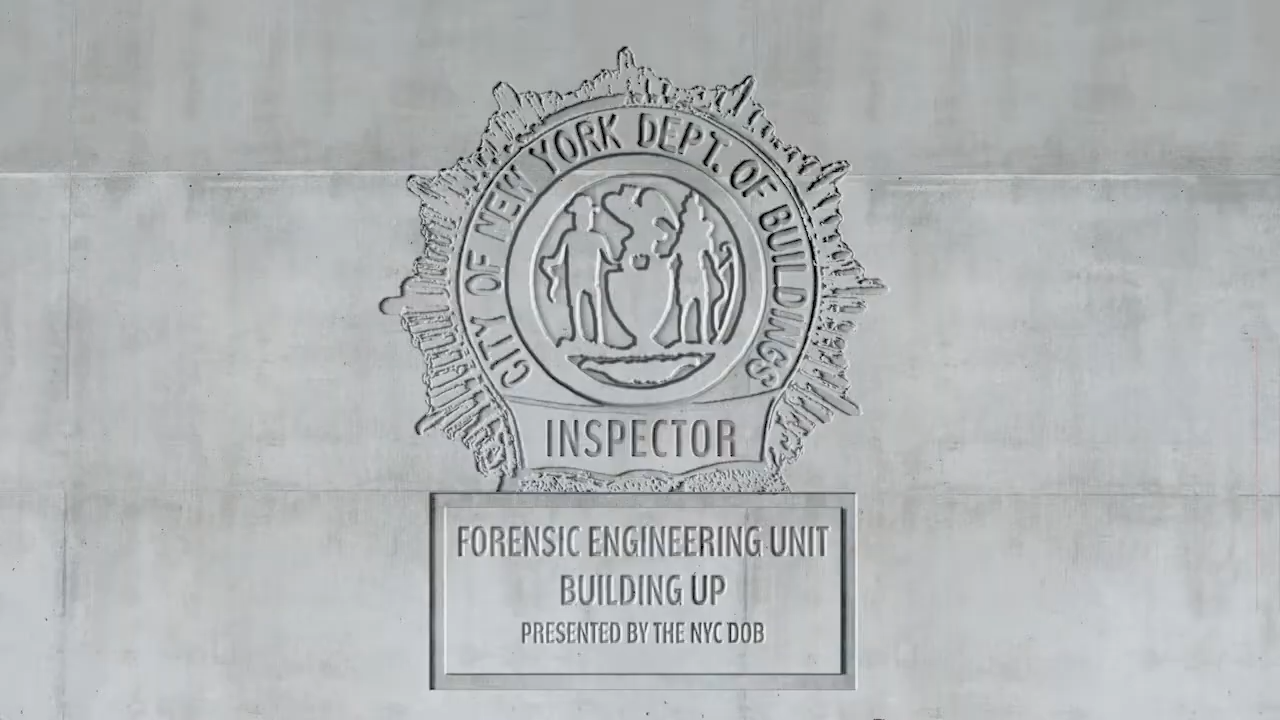 CITY OF NEW YORK DEPT. OF BUILDINGS
INSPECTOR
FORENSIC ENGINEERING UNIT
BUILDING UP
PRESENTED BY THE NYC DOB